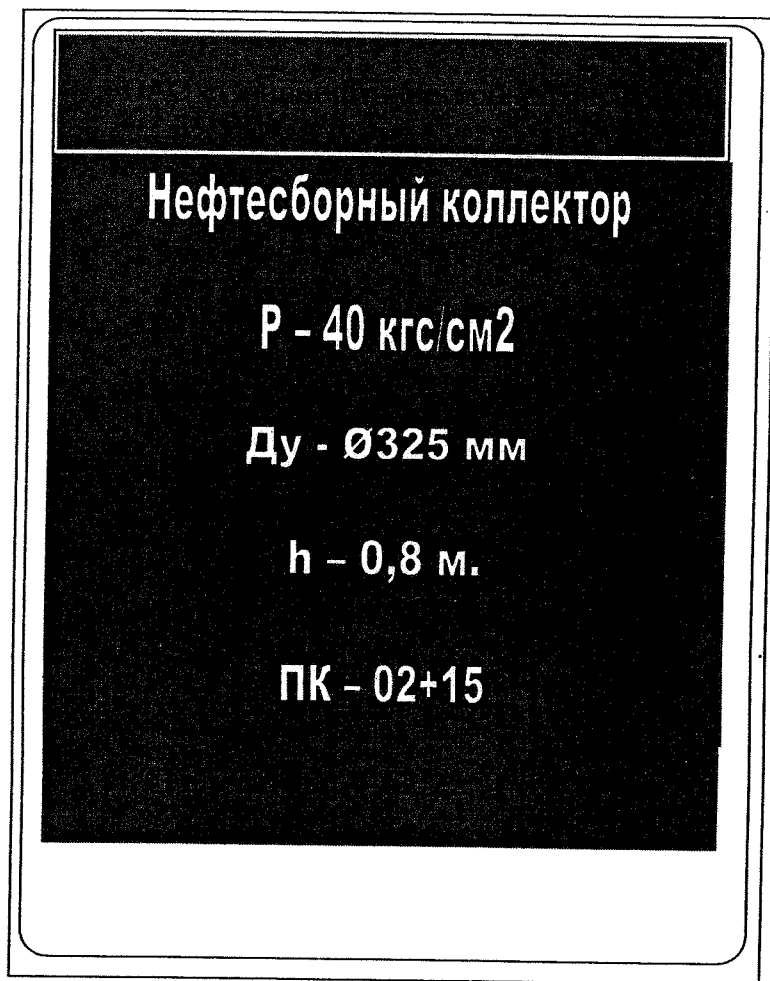 Нефтесборный коллектор
Р – 40 кгс/см2
Ду - Ø325 мм
h – 0,8 м.
ПК – 02+15